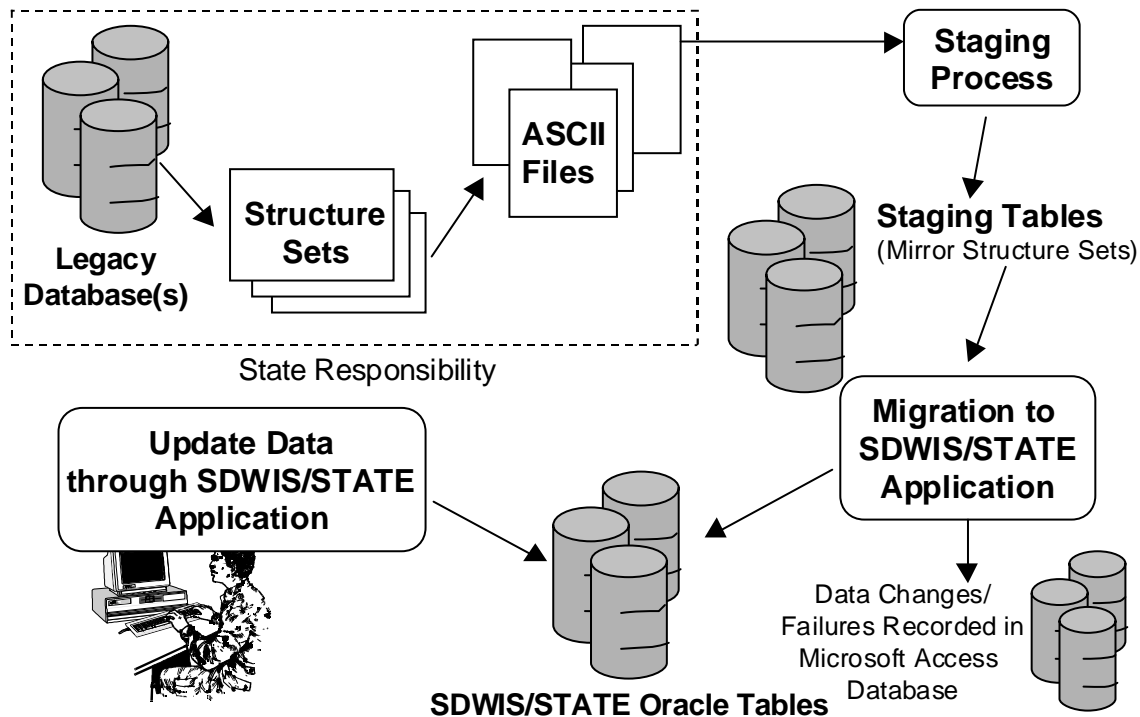 Legacy
Database(s)
Structure
Sets
ASCII
Files
State Responsibility
Staging
Process
Staging Tables
(Mirror Structure Sets)
Migration to
SDWIS/STATE
Application
Update Data
through SDWIS/STATE
Application
SDWIS/STATE Oracle Tables
Data Changes/
Failures Recorded in
Microsoft Access
Database